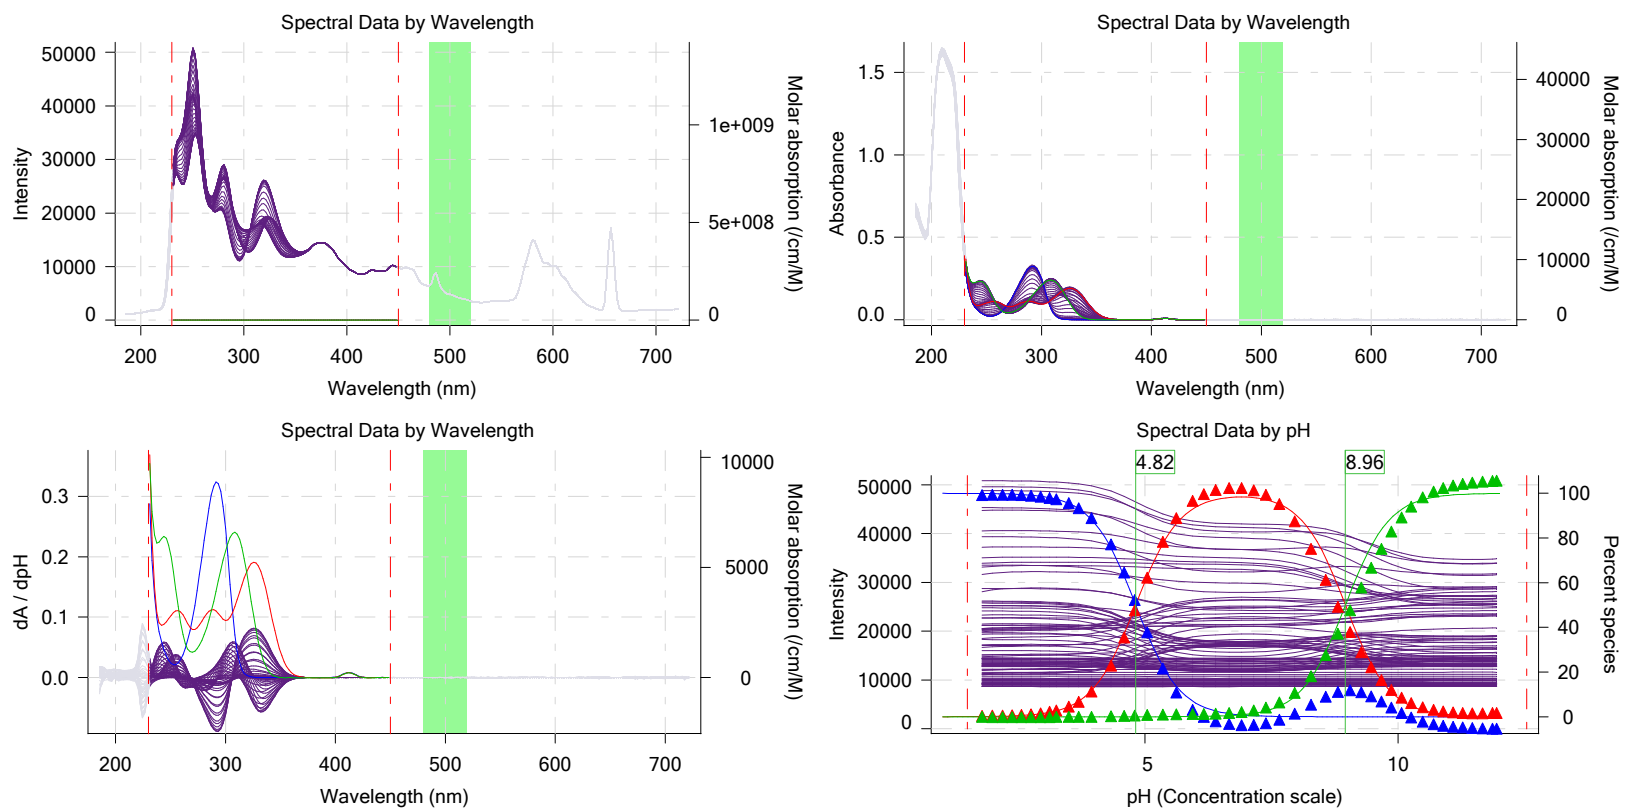 Spectral Data by Wavelength
50000
40000
30000
20000
10000
0
Intensity
1e+009
5e+008
0
Molar absorption (/cm/M)
200 300 400 500 600 700
Wavelength (nm)
Spectral Data by Wavelength
1.5
1.0
0.5
0.0
Absorbance
40000
30000
20000
10000
0
Molar absorption (/cm/M)
200 300 400 500 600 700
Wavelength (nm)
Spectral Data by Wavelength
0.3
0.2
0.1
0.0
dA / dpH
10000
5000
0
Molar absorption (/cm/M)
200 300 400 500 600 700
Wavelength (nm)
Spectral Data by pH
4.82 8.96
50000
40000
30000
20000
10000
0
Intensity
100
80
60
40
20
0
Percent species
5 10
pH (Concentration scale)